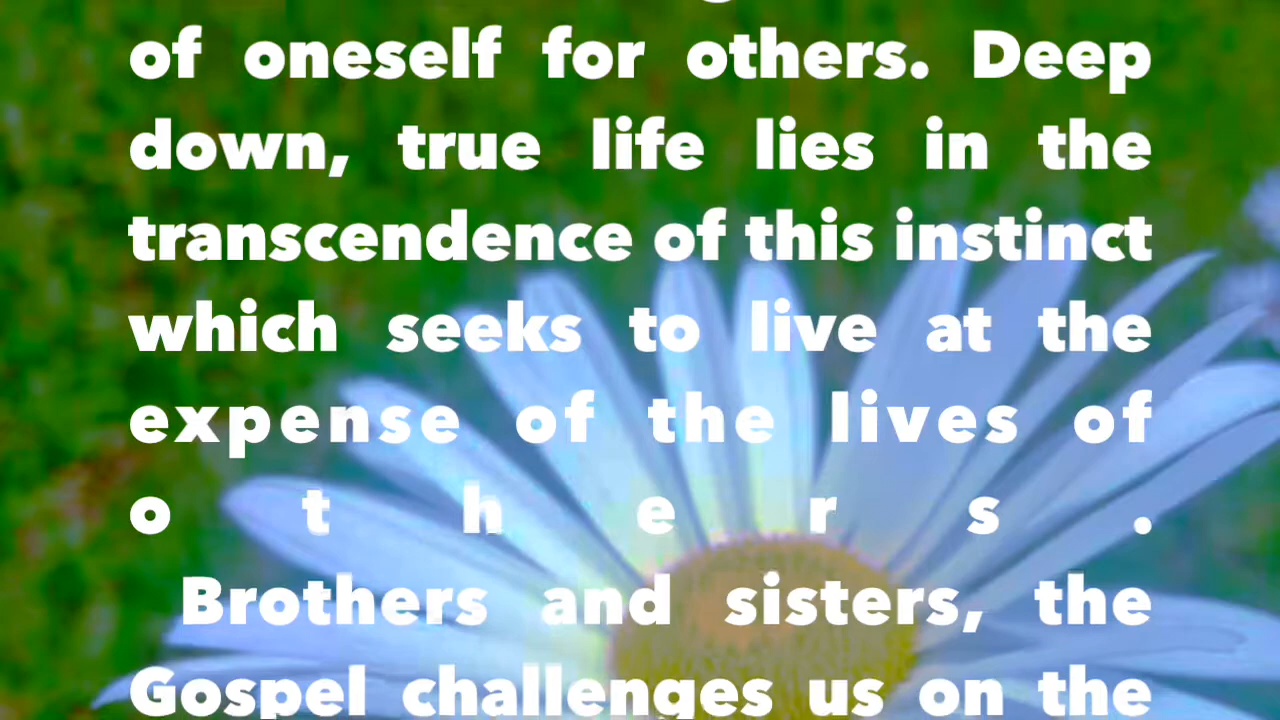 of oneself for others. Deep
down, true life lies in the
transcendence of this instinct
which seeks to live at the
expense of the lives of
others.
Brothers and sisters, the
Gospel challenges us on the